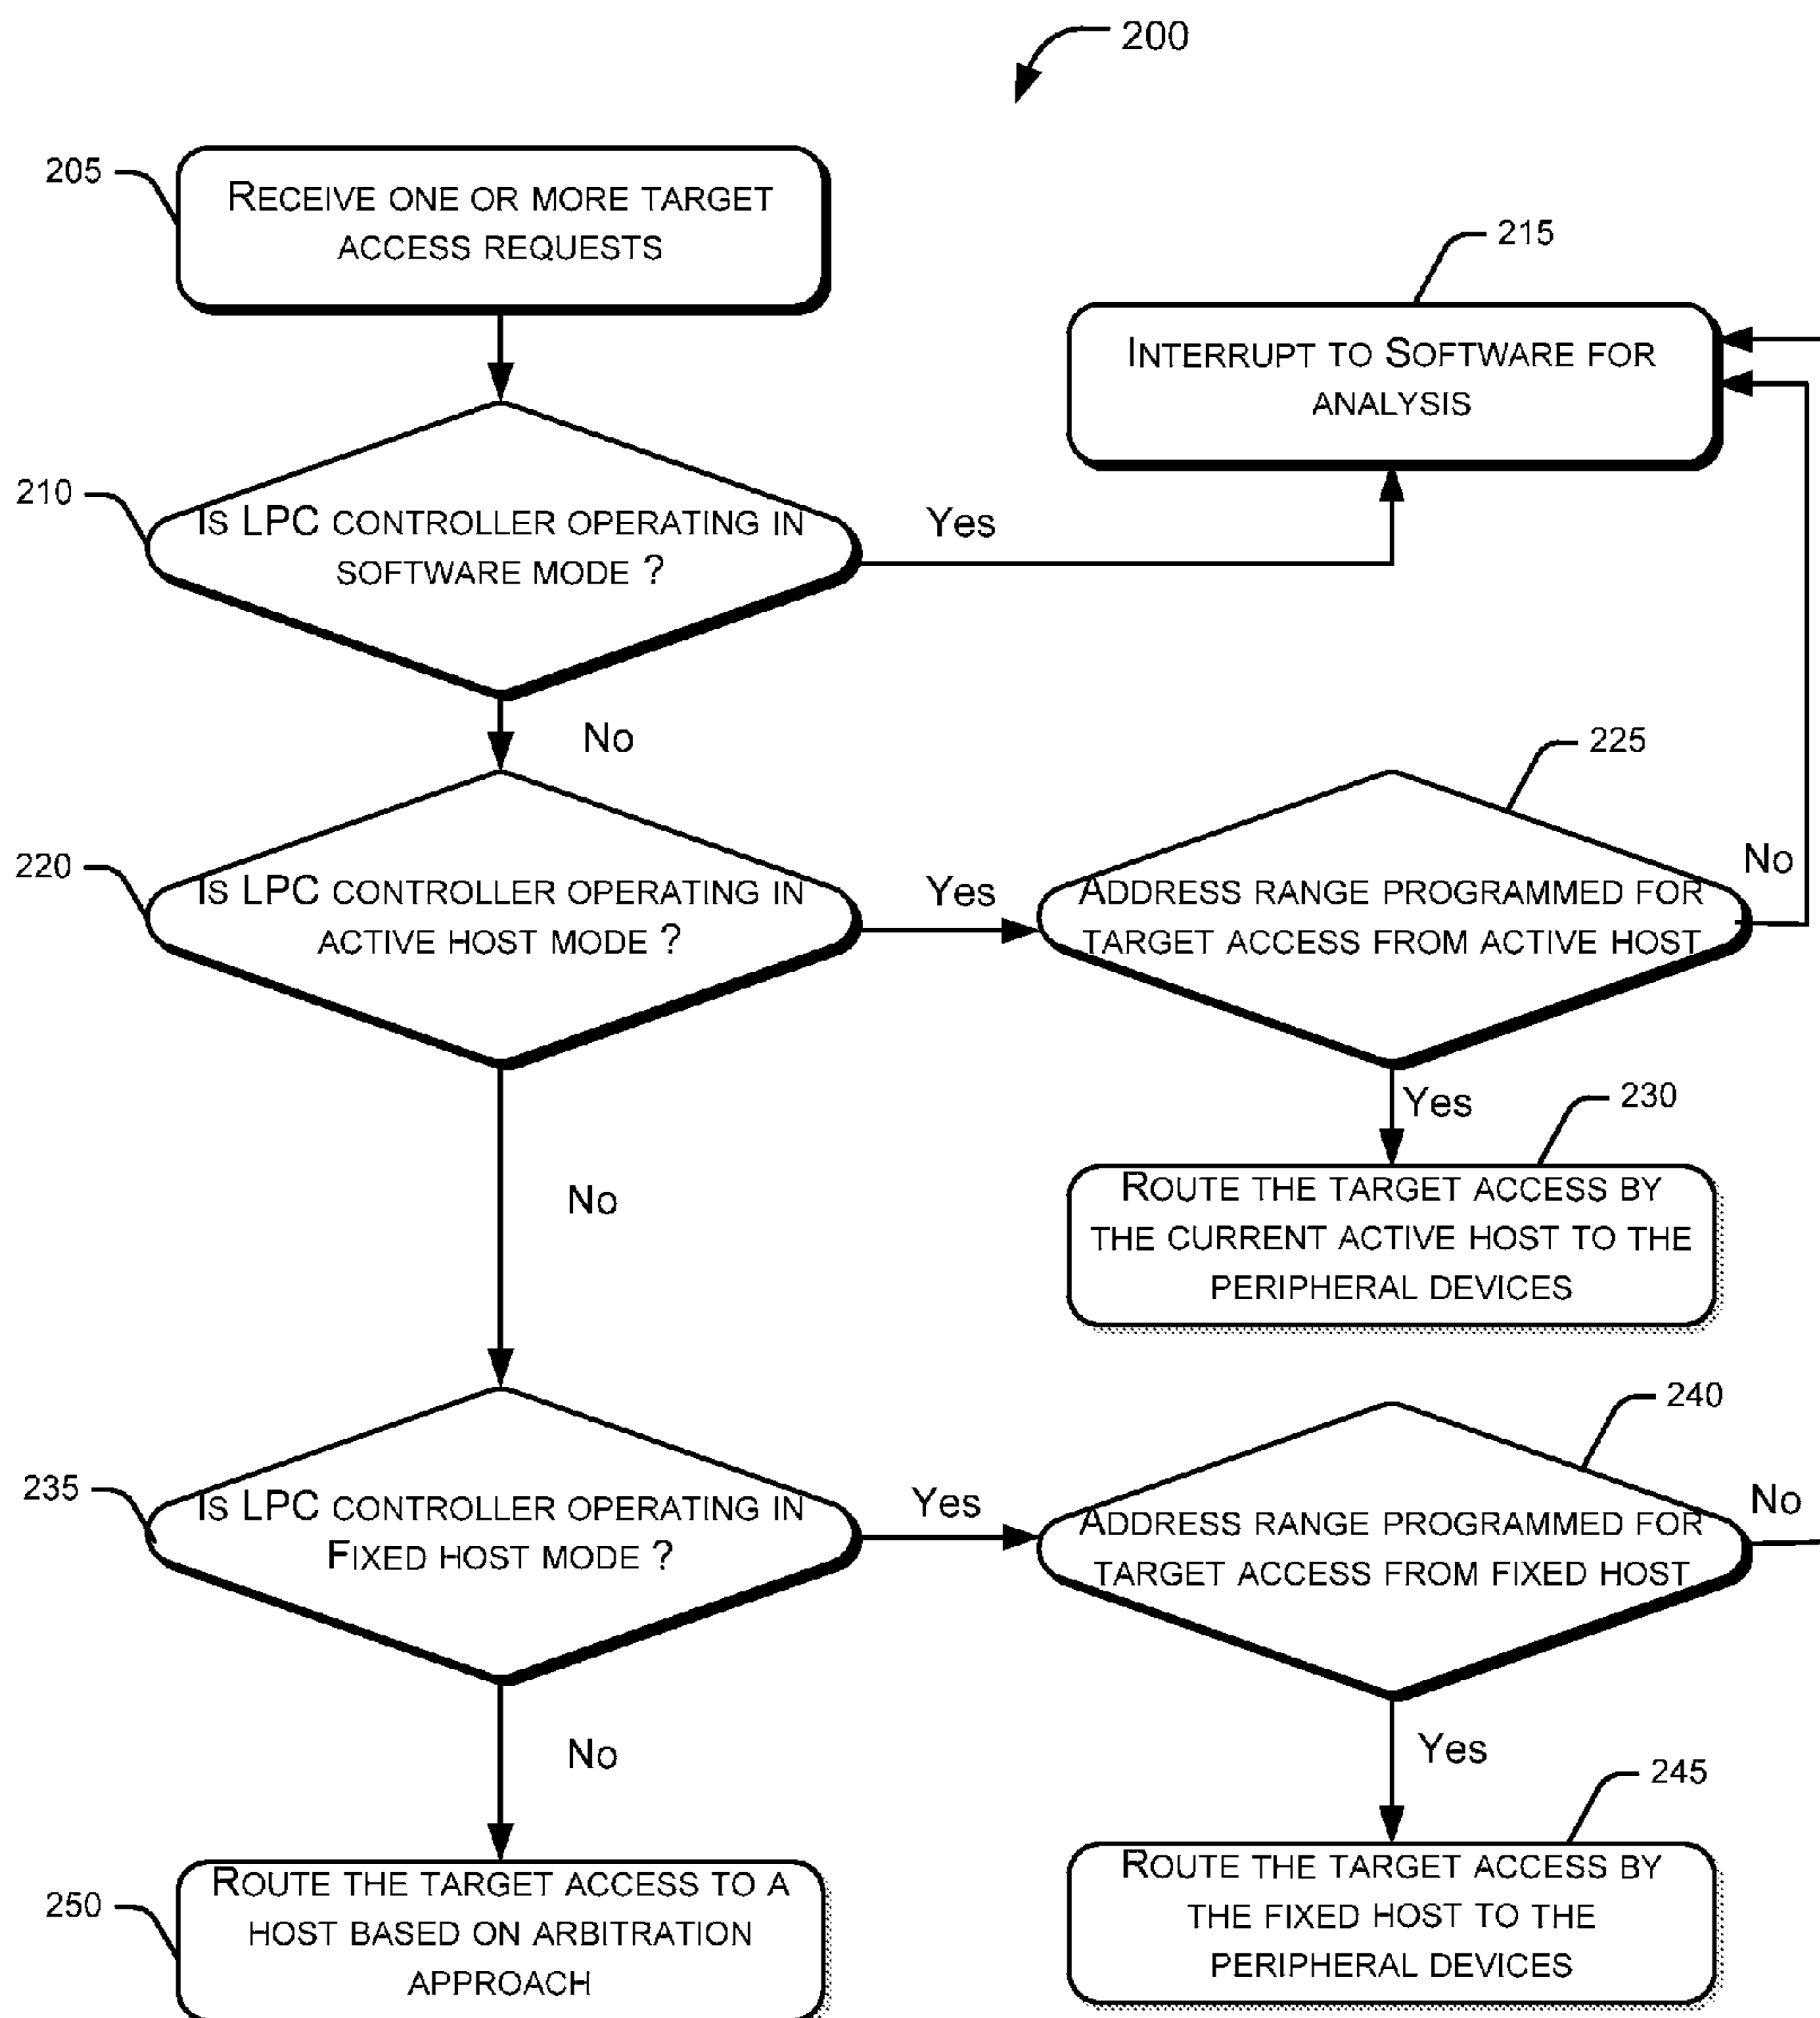 200
205
RECEIVE ONE OR MORE TARGET
ACCESS REQUESTS
215
INTERRUPT TO SOFTWARE FOR
ANALYSIS
210
IS LPC CONTROLLER OPERATING IN
SOFTWARE MODE ?
Yes
No
220
IS LPC CONTROLLER OPERATING IN
ACTIVE HOST MODE ?
Yes
225
ADDRESS RANGE PROGRAMMED FOR
TARGET ACCESS FROM ACTIVE HOST
No
Yes
230
ROUTE THE TARGET ACCESS BY
THE CURRENT ACTIVE HOST TO THE
PERIPHERAL DEVICES
No
235
IS LPC CONTROLLER OPERATING IN
FIXED HOST MODE ?
Yes
240
ADDRESS RANGE PROGRAMMED FOR
TARGET ACCESS FROM FIXED HOST
No
No
Yes
245
ROUTE THE TARGET ACCESS BY
THE FIXED HOST TO THE
PERIPHERAL DEVICES
250
ROUTE THE TARGET ACCESS TO A
HOST BASED ON ARBITRATION
APPROACH